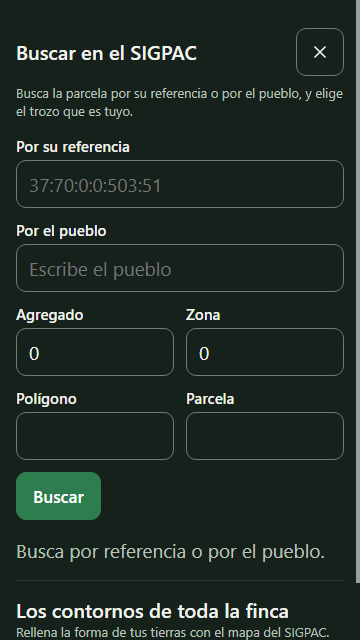 Buscar en el SIGPAC
Busca la parcela por su referencia o por el pueblo, y elige
el trozo que es tuyo.
Por su referencia
37:70:0:0:503:51
Por el pueblo
Escribe el pueblo
Agregado
Zona
0
0
Polígono
Parcela
Buscar
Busca por referencia o por el pueblo.
Los contornos de toda la finca
Rellena la forma de tus tierras con el mapa del SIGPAC.